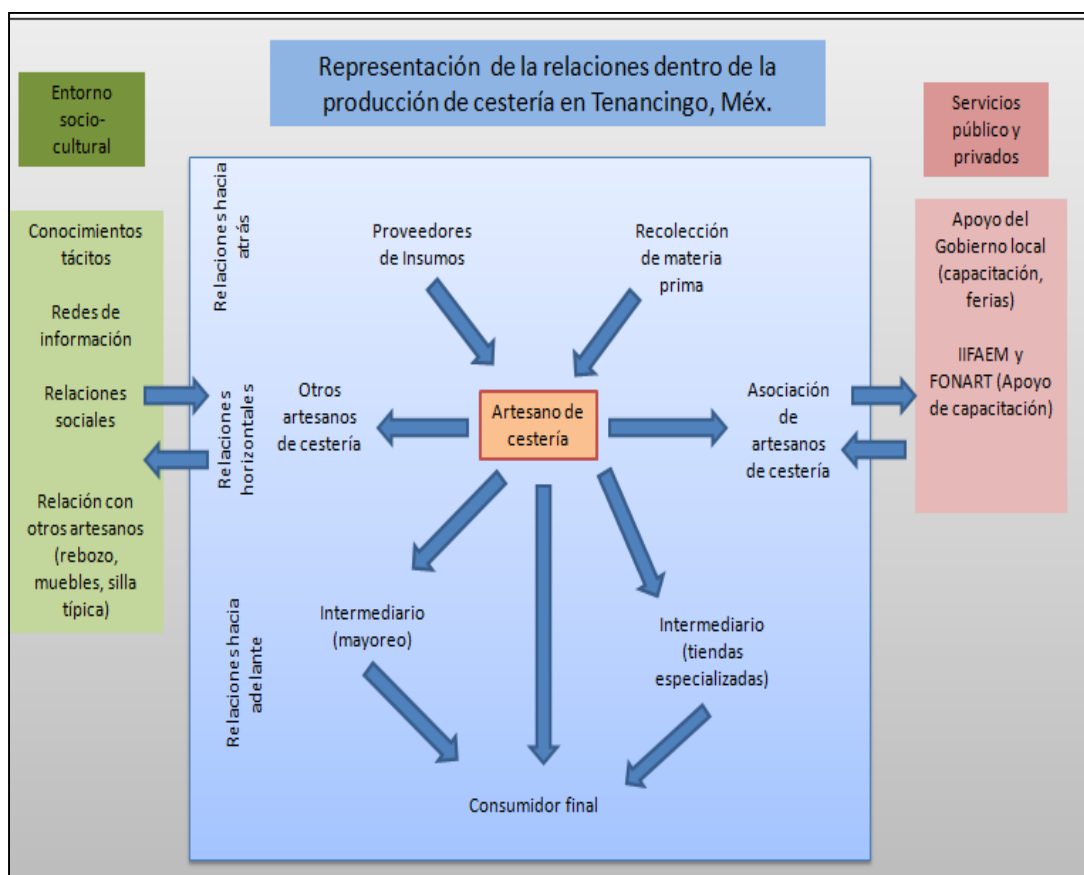 Representación de la relaciones dentro de la
producción de cestería en Tenancingo, Méx.
Entorno
socio-
cultural
Conocimientos
tácitos
Redes de
información
Relaciones
sociales
Relación con
otros artesanos
(rebozo,
muebles, silla
típica)
Relaciones hacia
atrás
Proveedores
de Insumos
Recolección
de materia
prima
Relaciones
horizontales
Otros
artesanos
de cestería
Artesano de
cestería
Asociación
de
artesanos
de cestería
Relaciones hacia
adelante
Intermediario
(mayoreo)
Intermediario
(tiendas
especializadas)
Consumidor final
Servicios
público y
privados
Apoyo del
Gobierno local
(capacitación,
ferias)
IIFAEM y
FONART (Apoyo
de capacitación)